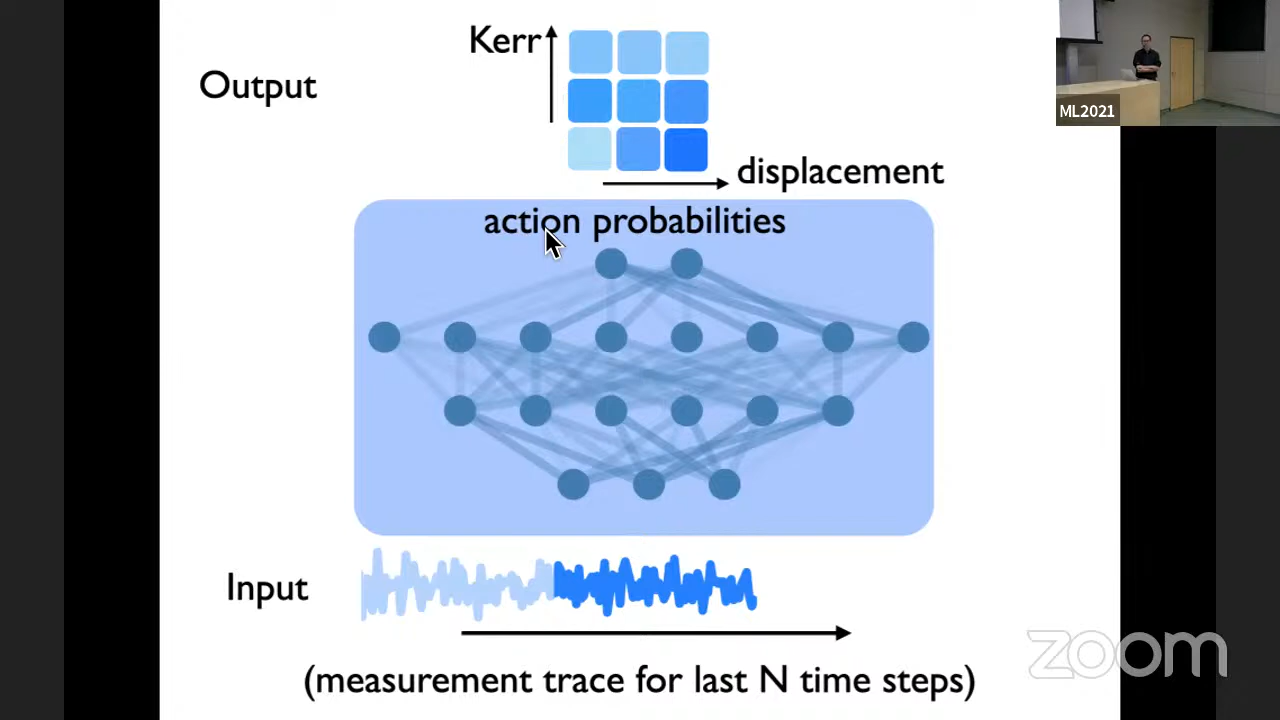 Kerr
Output
ML2021
displacement
action probabilities
Input
(measurement trace for last N time steps)
zoom